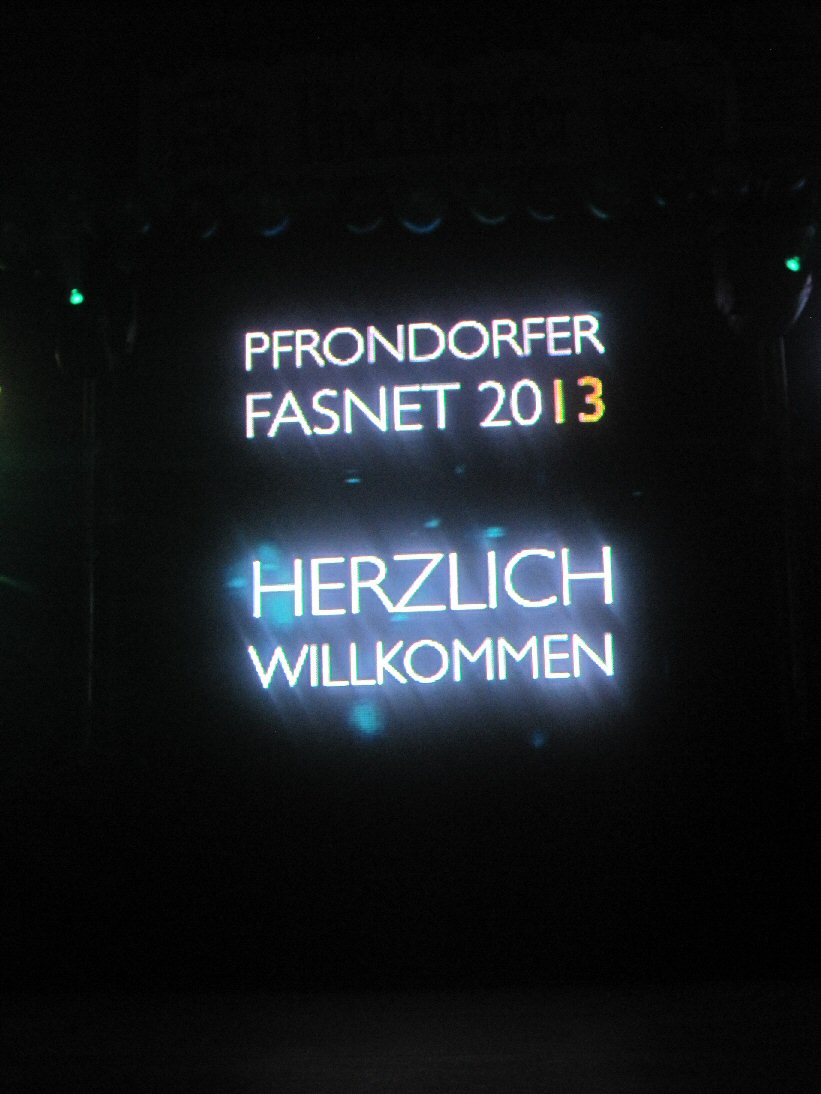 PFRONDORFER
FASNET 2013
HERZLICH
WILLKOMMEN